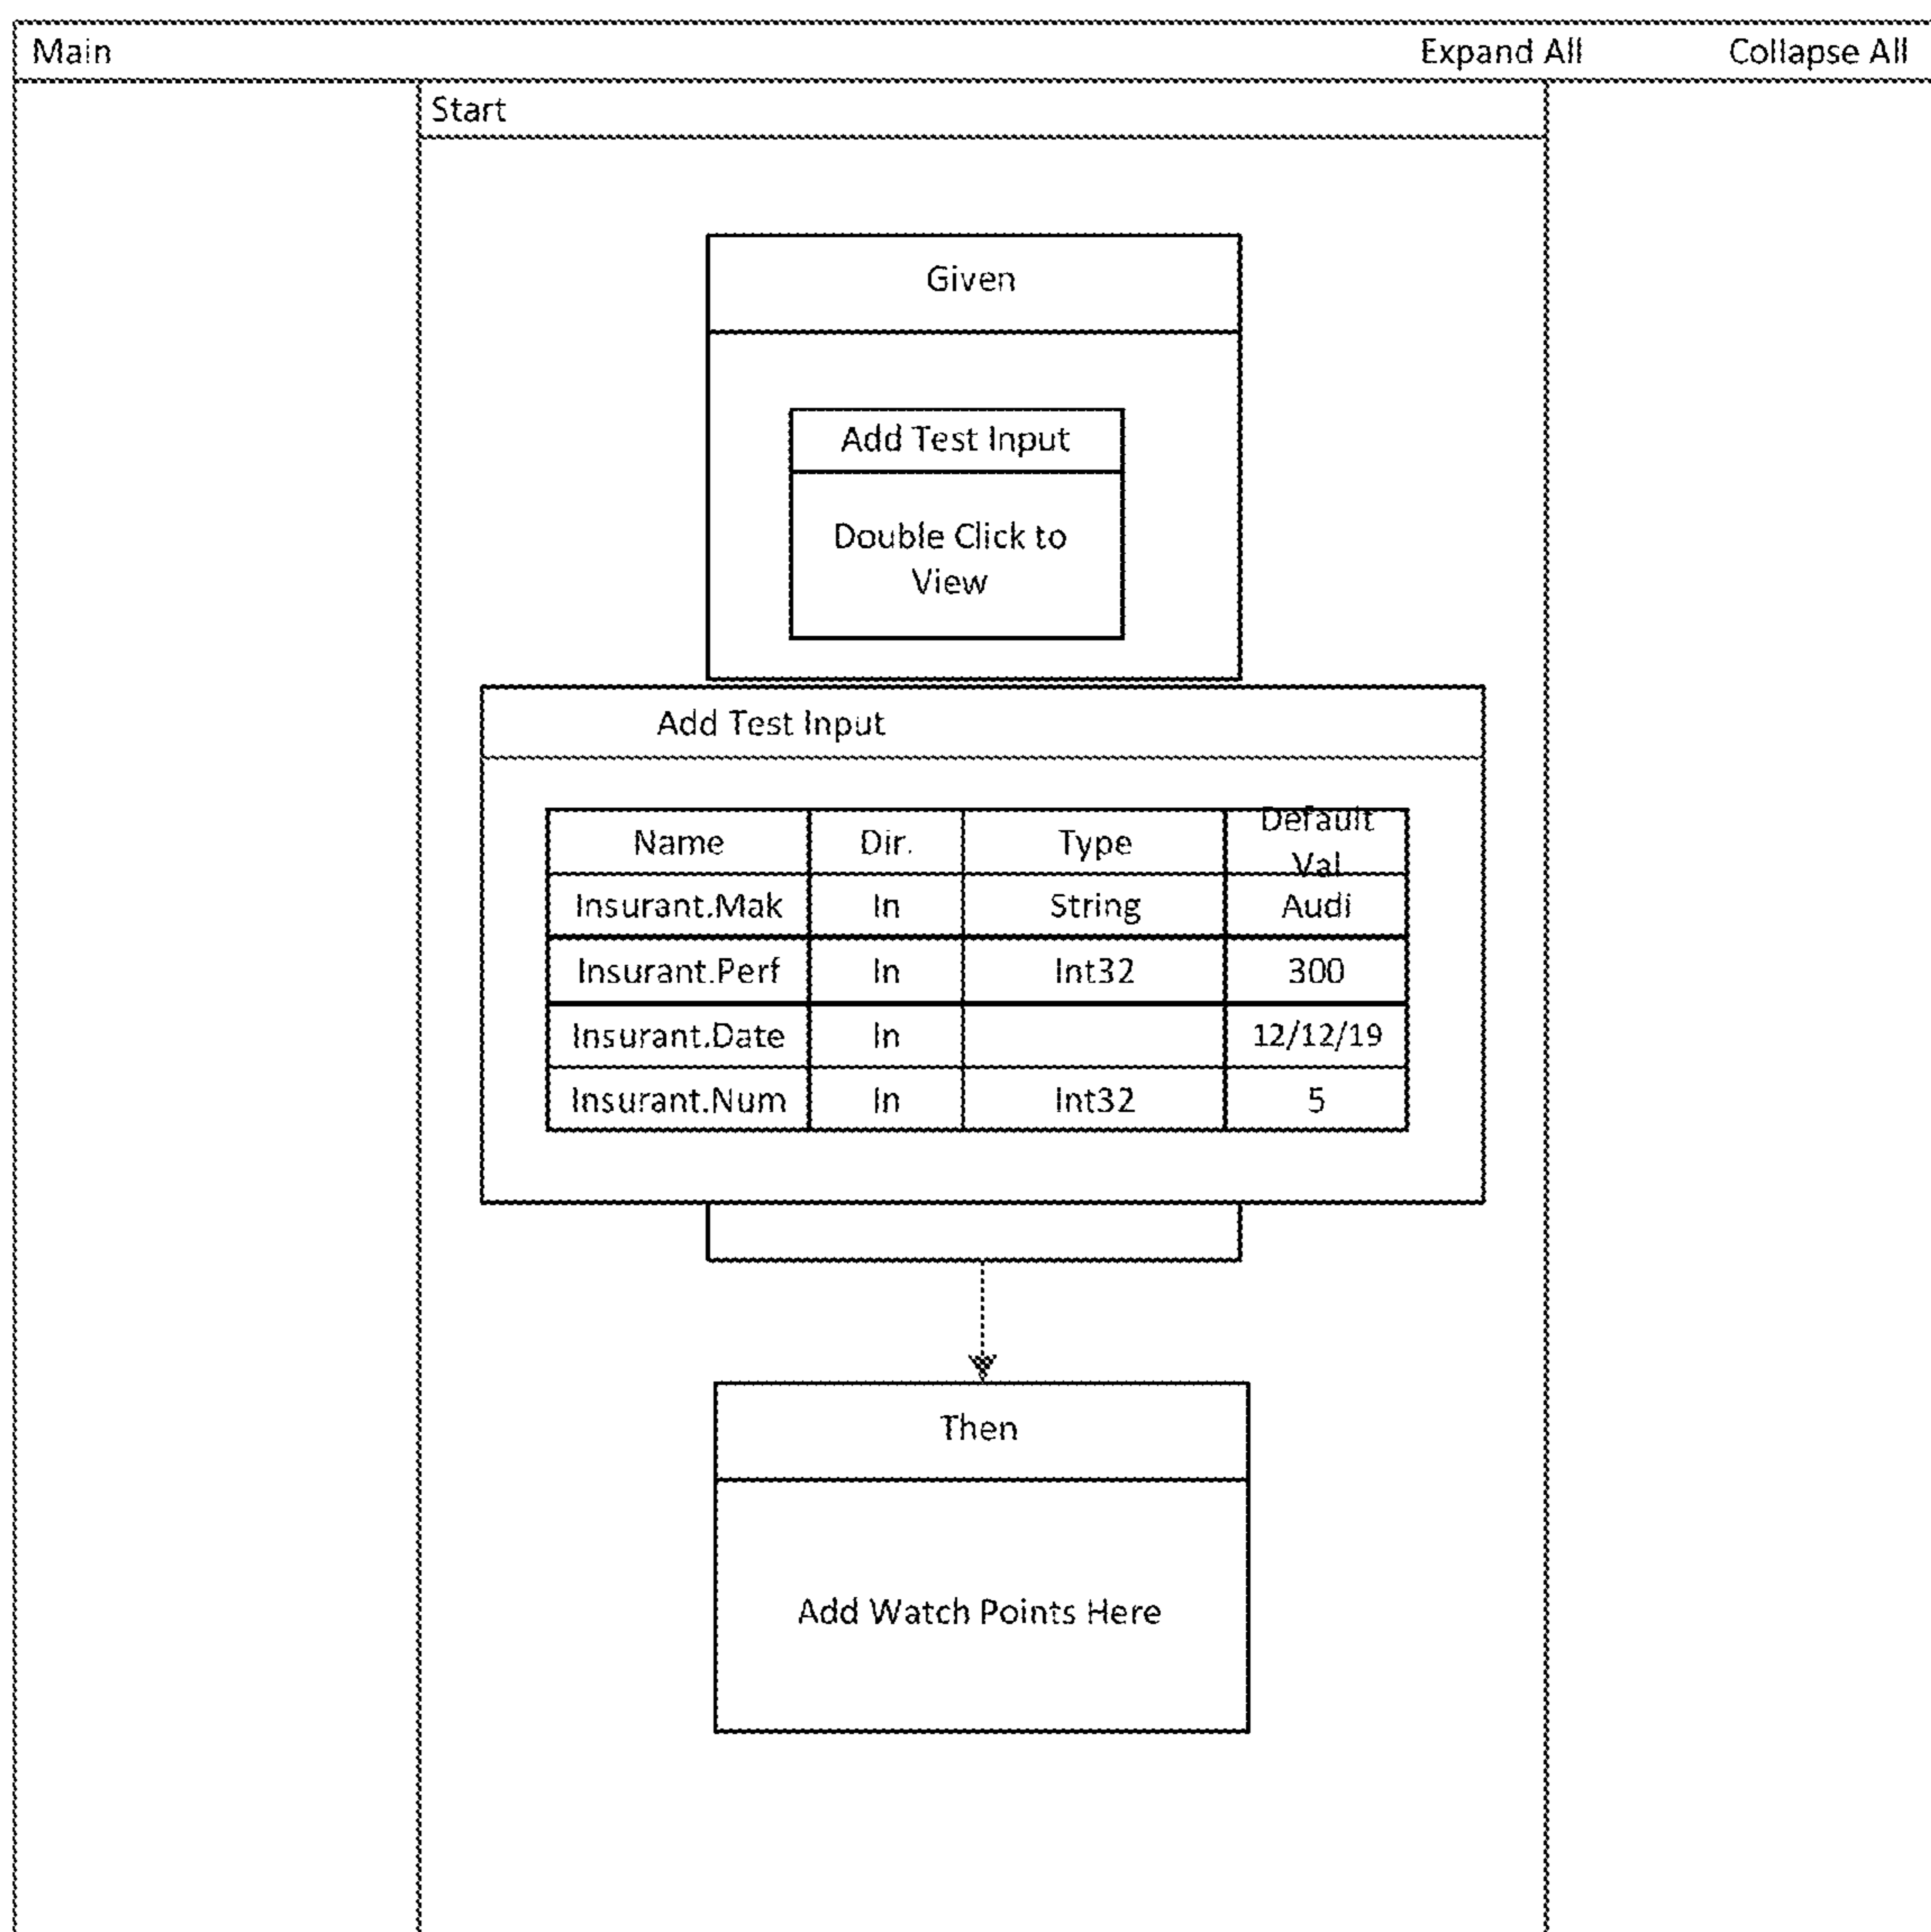 Main Expand All Collapse All
Start
Given
Add Test Input
Double Click to
View
Add Test Input
Name Dir. Type Default Val
Insurant.Mak In String Audi
Insurant.Perf In Int32 300
Insurant.Date In 12/12/19
Insurant.Num In Int32 5
Then
Add Watch Points Here